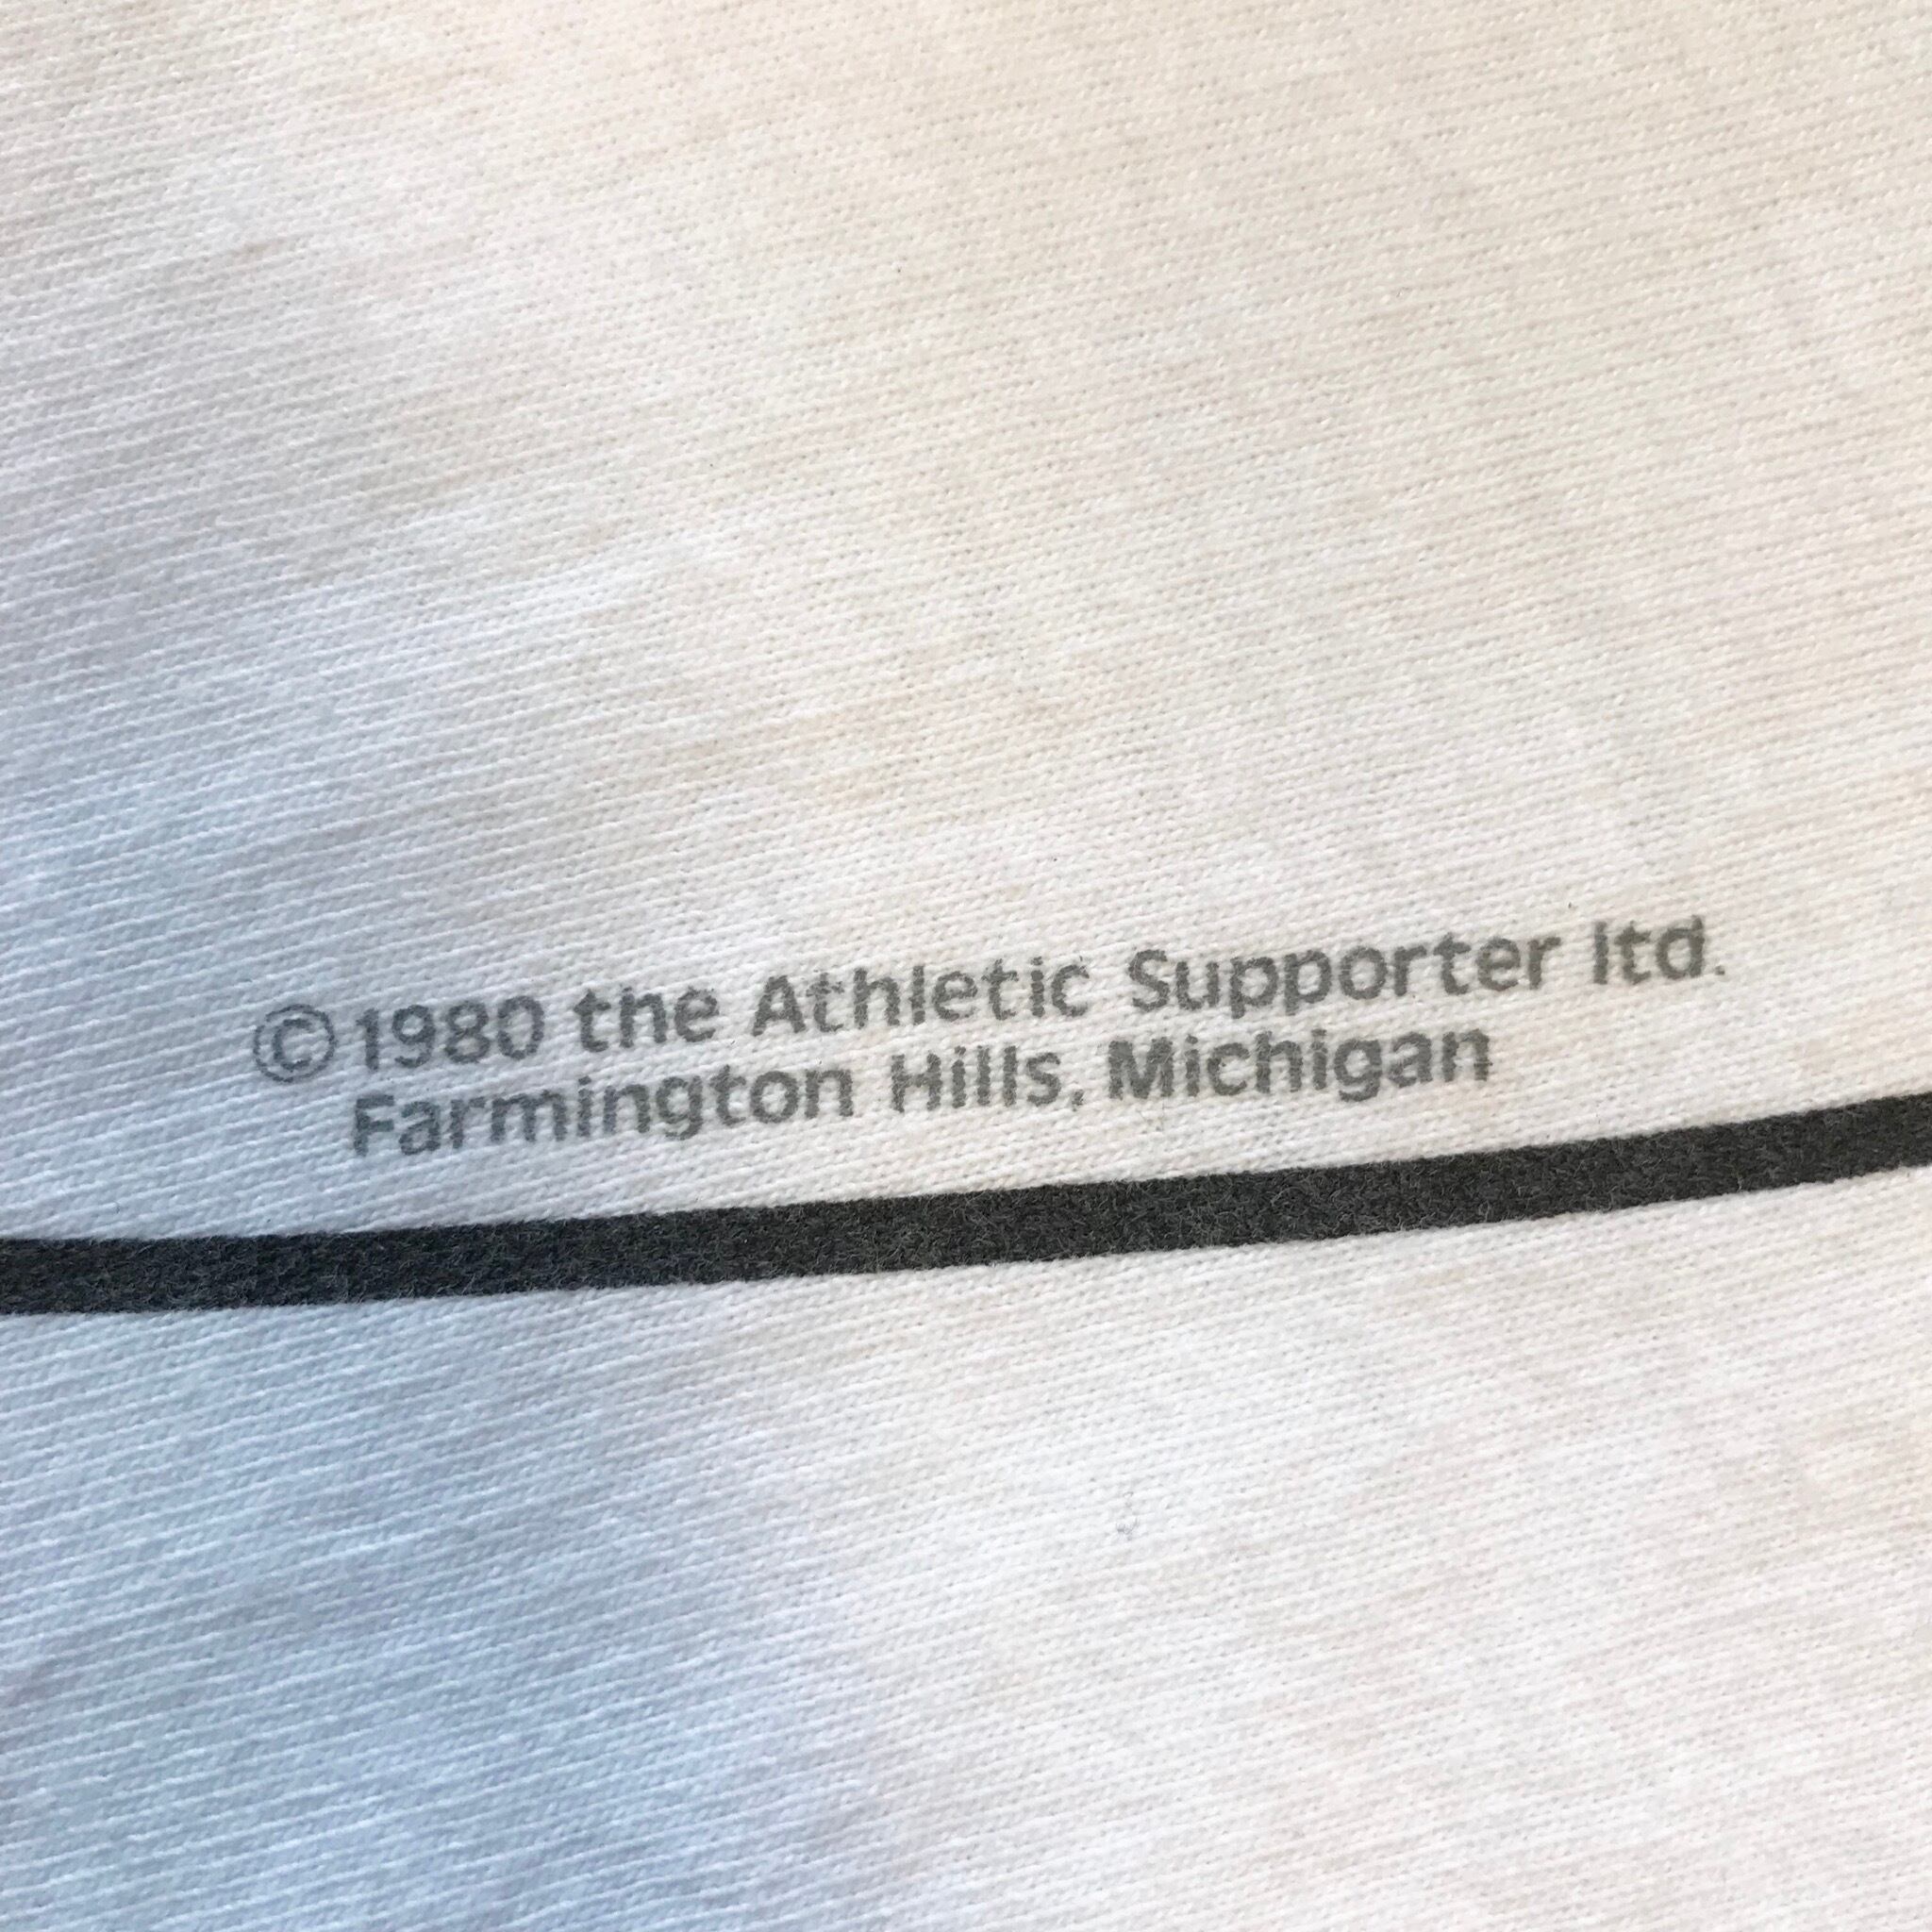 ©1980 the Athletic Supporter ltd.
Farmington Hills, Michigan